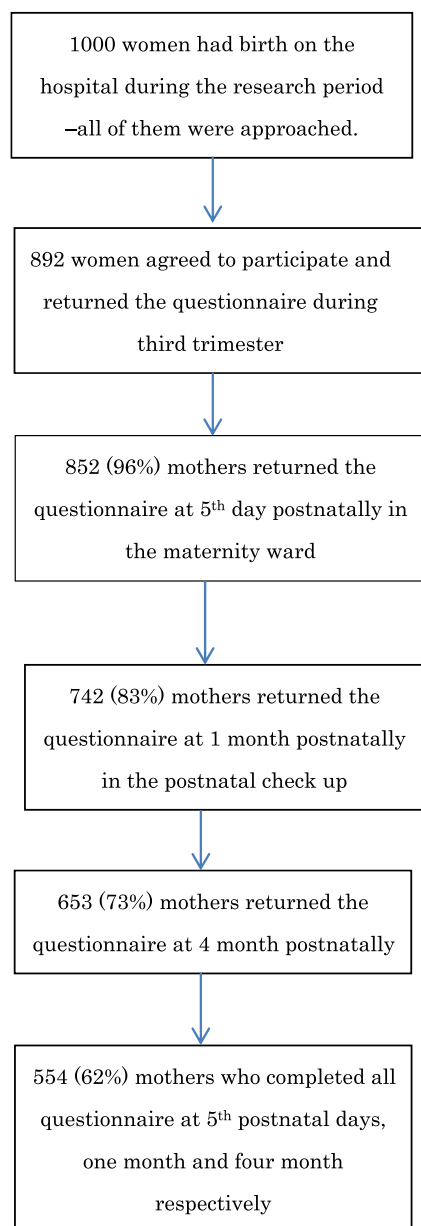 1000 women had birth on the
hospital during the research period
–all of them were approached.
892 women agreed to participate and
returned the questionnaire during
third trimester
852 (96%) mothers returned the
questionnaire at 5th day postnatally in
the maternity ward
742 (83%) mothers returned the
questionnaire at 1 month postnatally
in the postnatal check up
653 (73%) mothers returned the
questionnaire at 4 month postnatally
554 (62%) mothers who completed all
questionnaire at 5th postnatal days,
one month and four month
respectively